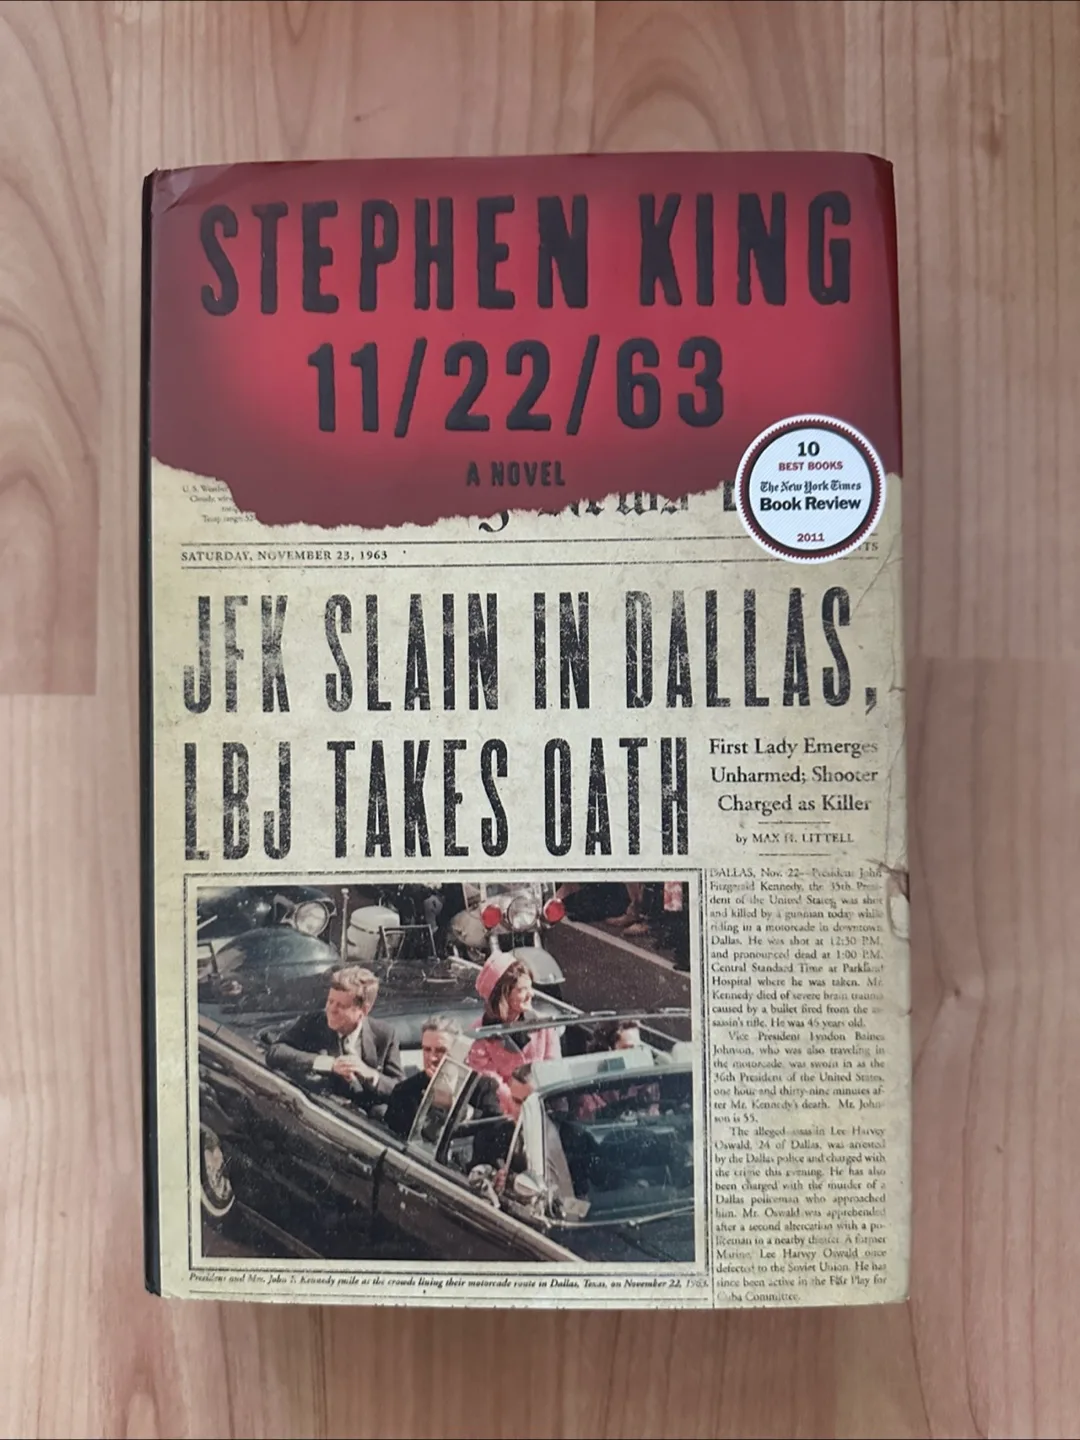 STEPHEN KING
11/22/63
A NOVEL
10
BEST BOOKS
The New York Times
Book Review
2011
SATURDAY, NOVEMBER 23, 1963
JFK SLAIN IN DALLAS,
LBJ TAKES OATH
First Lady Emerges
Unharmed; Shooter
Charged as Killer
by MAX H. LITTELL
DALLAS, Nov. 22—President John
Fitzgerald Kennedy, the 35th Presi-
dent of the United States, was shot
and killed by a gunman today while
riding in a motorcade in downtown
Dallas. He was shot at 12:30 P.M.
and pronounced dead at 1:00 P.M.
Central Standard Time at Parkland
Hospital where he was taken. Mr.
Kennedy died of severe brain trauma
caused by a bullet fired from the as-
sassin's rifle. He was 45 years old.
Vice President Lyndon Baines
Johnson, who was also traveling in
the motorcade, was sworn in as the
36th President of the United States,
one hour and thirty-nine minutes af-
ter Mr. Kennedy's death. Mr. John-
son is 55.
The alleged assassin Lee Harvey
Oswald, 24 of Dallas, was arrested
by the Dallas police and charged with
the crime this evening. He has also
been charged with the murder of a
Dallas policeman who approached
him. Mr. Oswald was apprehended
after a second altercation with a po-
liceman in a nearby theater. A former
Marine, Lee Harvey Oswald once
defected to the Soviet Union. He has
since been active in the Fair Play for
Cuba Committee.
President and Mrs. John F. Kennedy smile at the crowds lining their motorcade route in Dallas, Texas, on November 22, 1963.